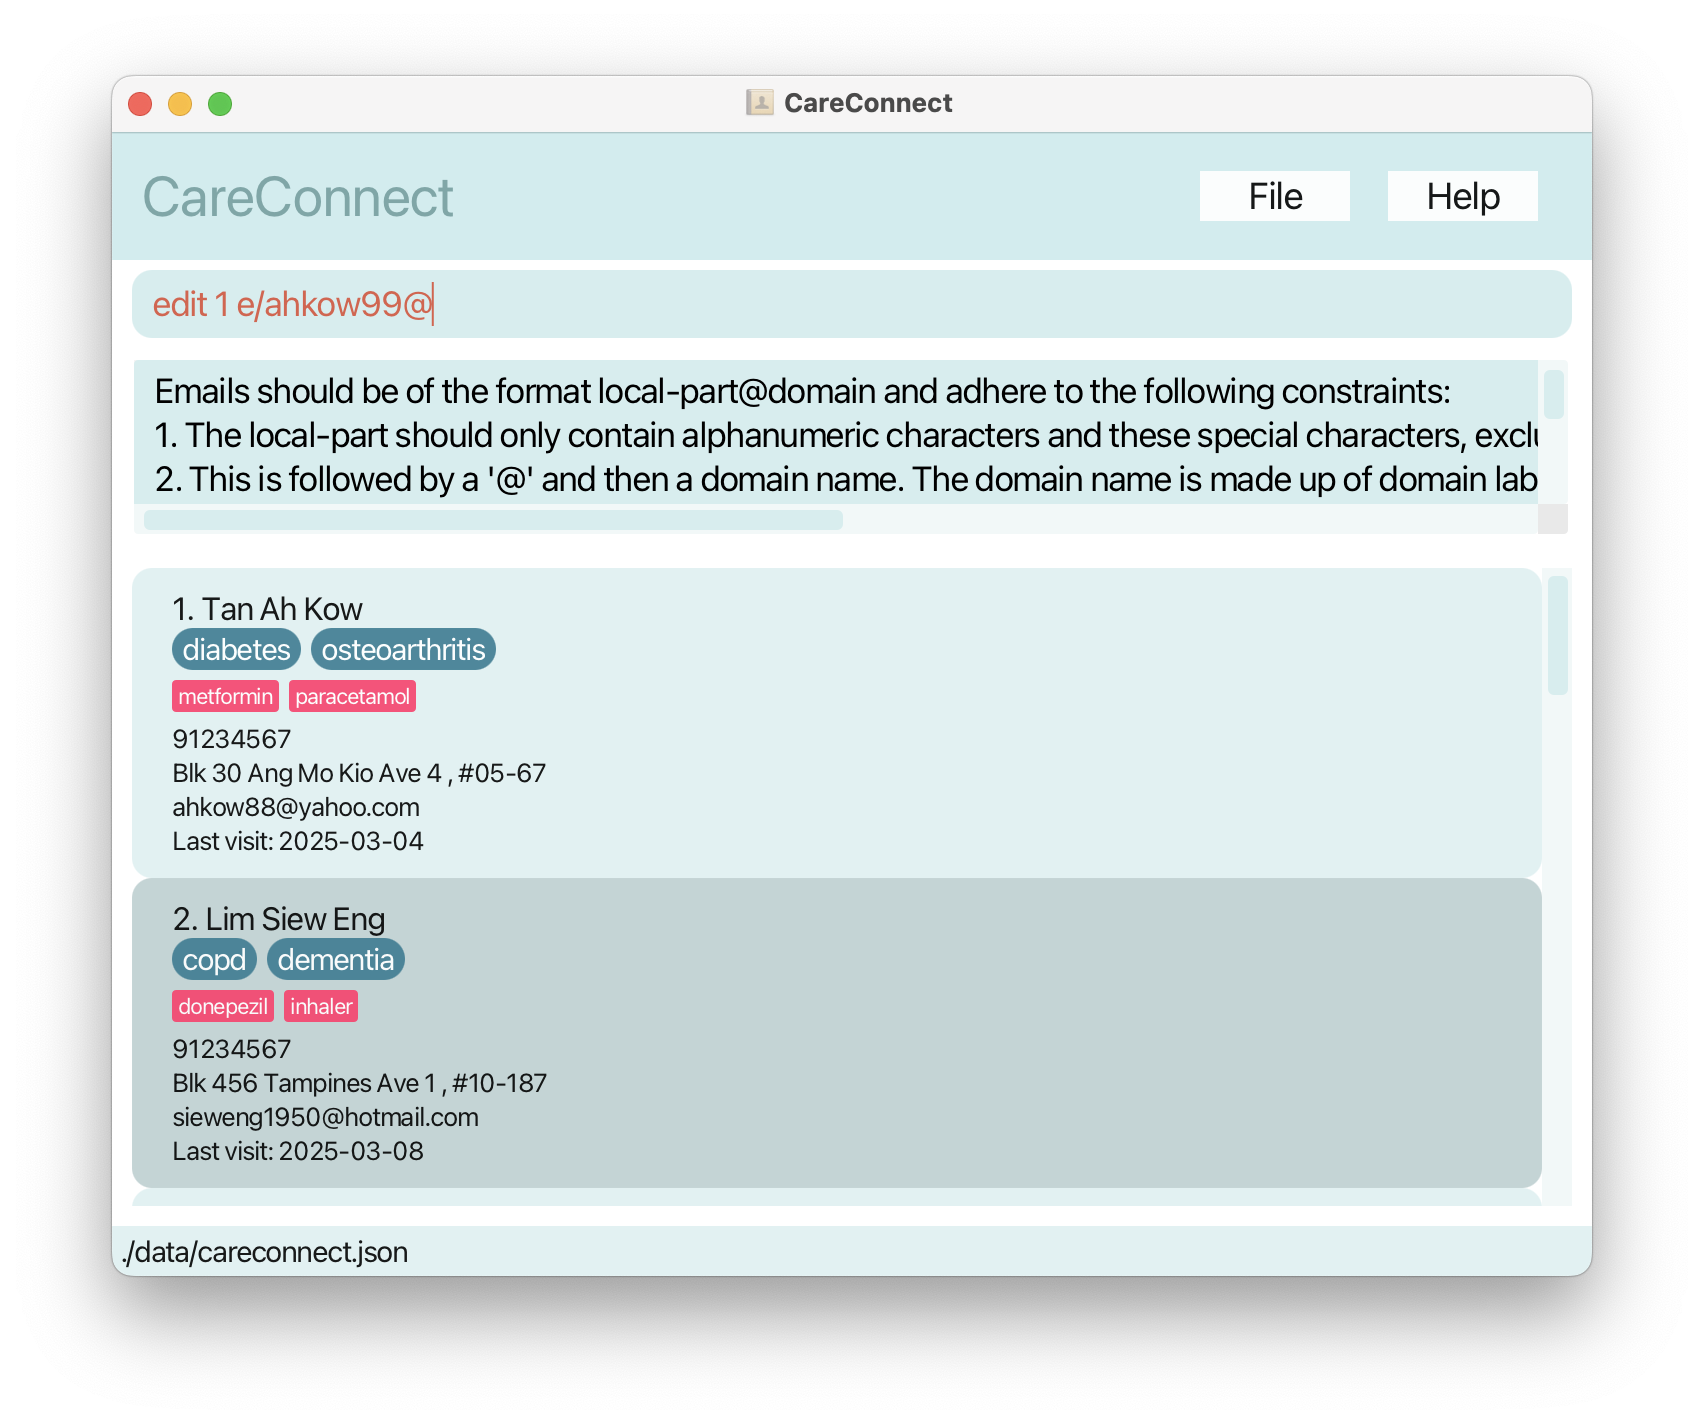 CareConnect
CareConnect
File
Help
edit 1 e/ahkow99@
Emails should be of the format local-part@domain and adhere to the following constraints:
1. The local-part should only contain alphanumeric characters and these special characters,
2. This is followed by a '@' and then a domain name. The domain name is made up of domain
1. Tan Ah Kow
diabetes osteoarthritis
metformin paracetamol
91234567
Blk 30 Ang Mo Kio Ave 4 , #05-67
ahkow88@yahoo.com
Last visit: 2025-03-04
2. Lim Siew Eng
copd dementia
donepezil inhaler
91234567
Blk 456 Tampines Ave 1 , #10-187
sieweng1950@hotmail.com
Last visit: 2025-03-08
./data/careconnect.json